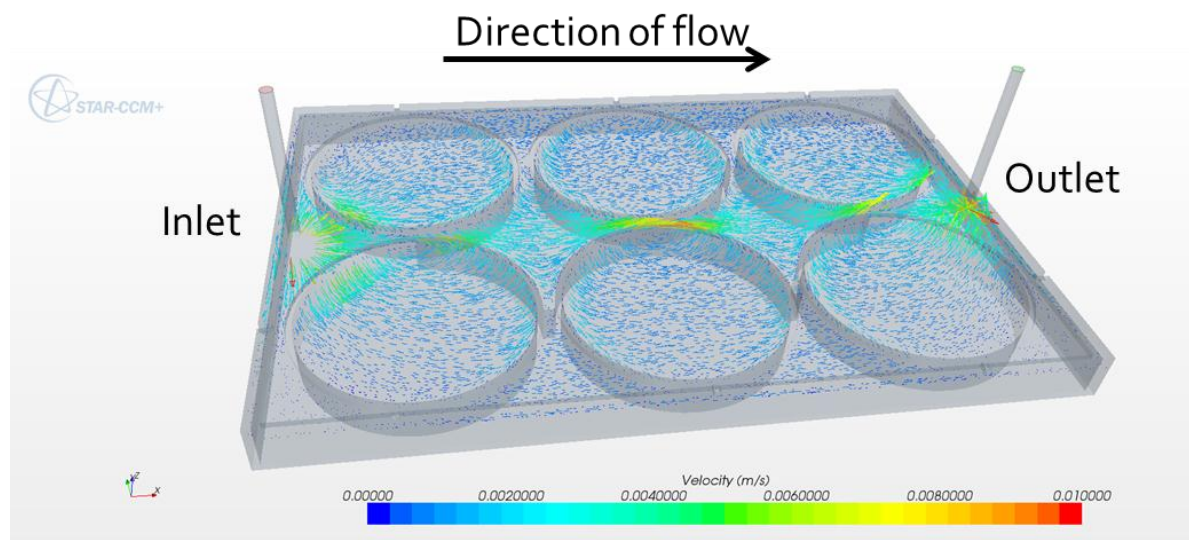 Direction of flow
STAR-CCM+
Outlet
Inlet
Z
X
Velocity (m/s)
0.00000 0.0020000 0.0040000 0.0060000 0.0080000 0.010000